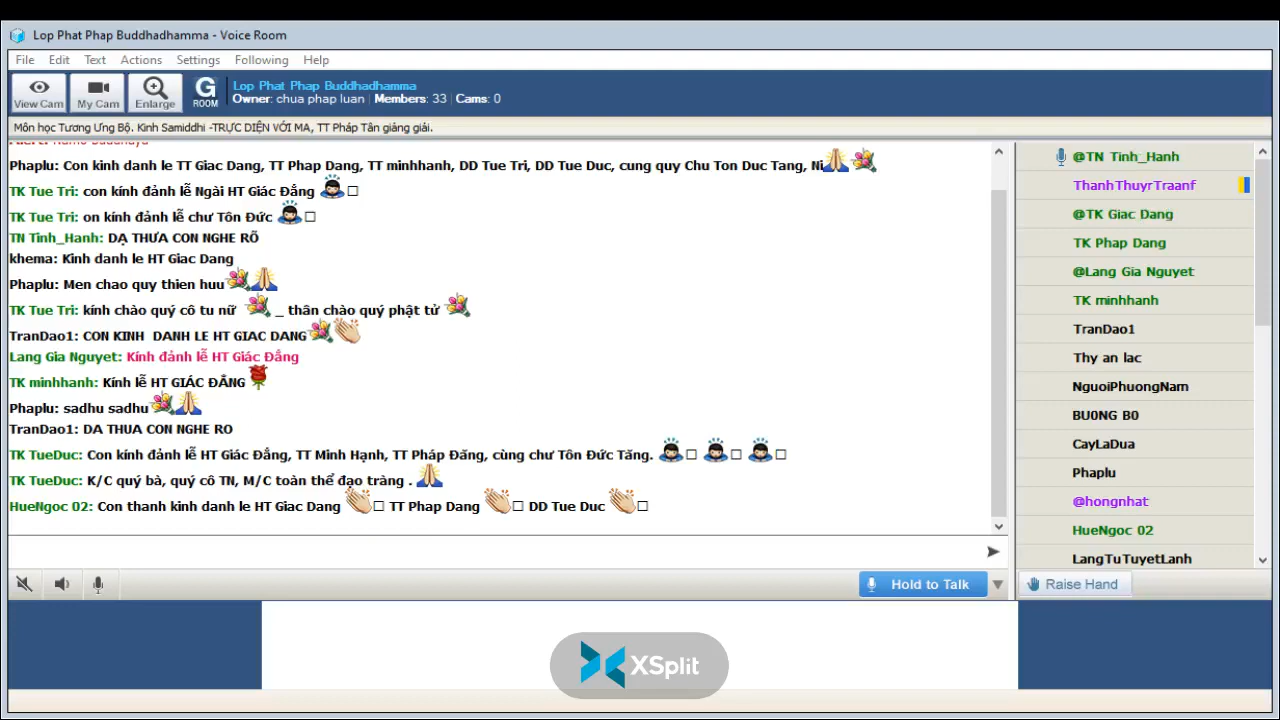 Lop Phat Phap Buddhadhamma - Voice Room
File Edit Text Actions Settings Following Help
View Cam My Cam Enlarge G ROOM
Lop Phat Phap Buddhadhamma
Owner: chua phap luan | Members: 33 | Cams: 0
Môn học Tương Ưng Bộ. Kinh Samiddhi -TRỰC DIỆN VỚI MA, TT Pháp Tân giảng giải.
Phaplu: Con kinh danh le TT Giac Dang, TT Phap Dang, TT minhhanh, DD Tue Tri, DD Tue Duc, cung quy Chu Ton Duc Tang, Ni
TK Tue Tri: con kính đảnh lễ Ngài HT Giác Đẳng
TK Tue Tri: on kính đảnh lễ chư Tôn Đức
TN Tinh_Hanh: DẠ THƯA CON NGHE RÕ
khema: Kinh danh le HT Giac Dang
Phaplu: Men chao quy thien huu
TK Tue Tri: kính chào quý cô tu nữ _ thân chào quý phật tử
TranDao1: CON KINH DANH LE HT GIAC DANG
Lang Gia Nguyet: Kính đảnh lễ HT Giác Đẳng
TK minhhanh: Kính lễ HT GIÁC ĐẲNG
Phaplu: sadhu sadhu
TranDao1: DA THUA CON NGHE RO
TK TueDuc: Con kính đảnh lễ HT Giác Đẳng, TT Minh Hạnh, TT Pháp Đăng, cùng chư Tôn Đức Tăng.
TK TueDuc: K/C quý bà, quý cô TN, M/C toàn thể đạo tràng .
HueNgoc 02: Con thanh kinh danh le HT Giac Dang TT Phap Dang DD Tue Duc
Hold to Talk
@TN Tinh_Hanh
ThanhThuyrTraanf
@TK Giac Dang
TK Phap Dang
@Lang Gia Nguyet
TK minhhanh
TranDao1
Thy an lac
NguoiPhuongNam
BU0NG B0
CayLaDua
Phaplu
@hongnhat
HueNgoc 02
LangTuTuyetLanh
Raise Hand
XSplit